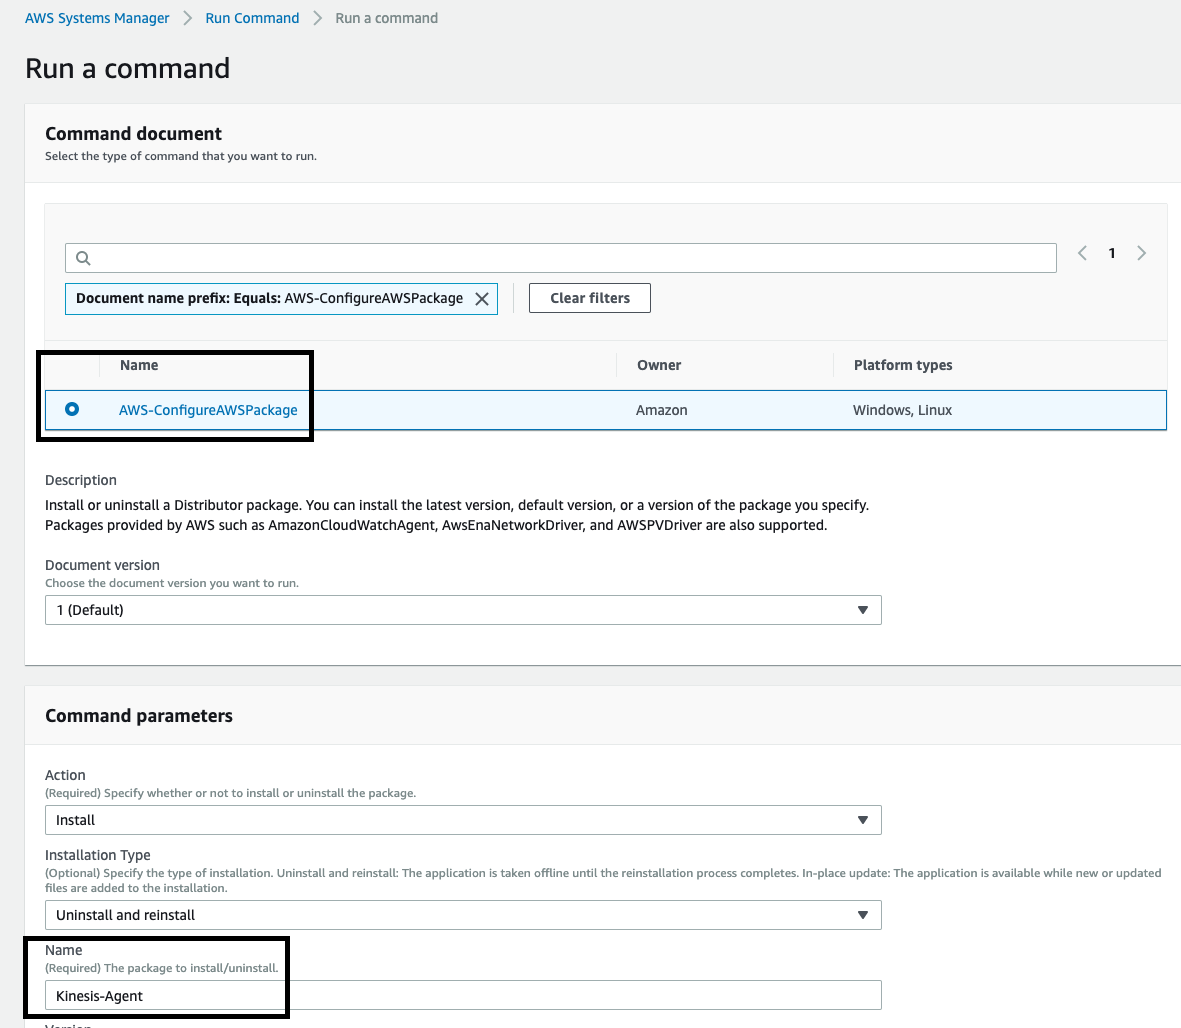 AWS Systems Manager > Run Command > Run a command
Run a command
Command document
Select the type of command that you want to run.
1
Document name prefix: Equals: AWS-ConfigureAWSPackage
Clear filters
Name Owner Platform types
AWS-ConfigureAWSPackage Amazon Windows, Linux
Description
Install or uninstall a Distributor package. You can install the latest version, default version, or a version of the package you specify.
Packages provided by AWS such as AmazonCloudWatchAgent, AwsEnaNetworkDriver, and AWSPVDriver are also supported.
Document version
Choose the document version you want to run.
1 (Default)
Command parameters
Action
(Required) Specify whether or not to install or uninstall the package.
Install
Installation Type
(Optional) Specify the type of installation. Uninstall and reinstall: The application is taken offline until the reinstallation process completes. In-place update: The application is available while new or updated
files are added to the installation.
Uninstall and reinstall
Name
(Required) The package to install/uninstall.
Kinesis-Agent